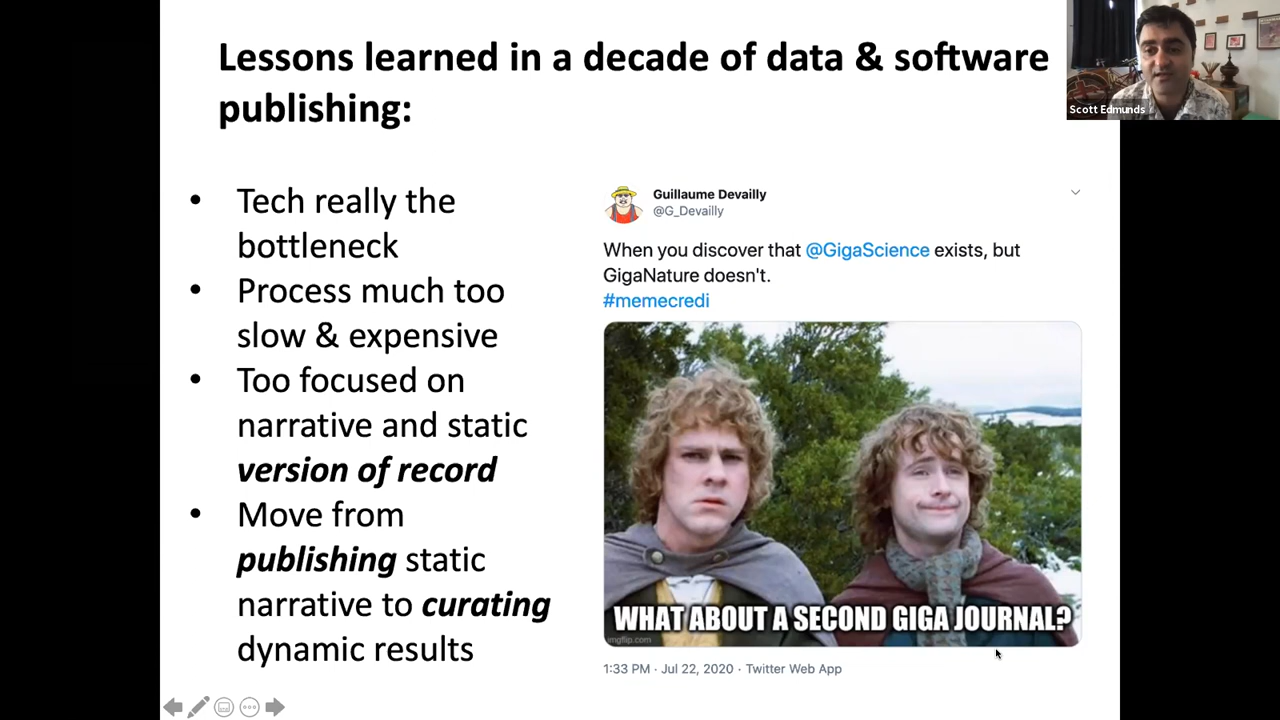 Lessons learned in a decade of data & software
publishing:
Scott Edmunds
• Tech really the
bottleneck
• Process much too
slow & expensive
• Too focused on
narrative and static
version of record
• Move from
publishing static
narrative to curating
dynamic results
Guillaume Devailly
@G_Devailly
When you discover that @GigaScience exists, but
GigaNature doesn't.
#memecredi
WHAT ABOUT A SECOND GIGA JOURNAL?
imgflip.com
1:33 PM · Jul 22, 2020 · Twitter Web App